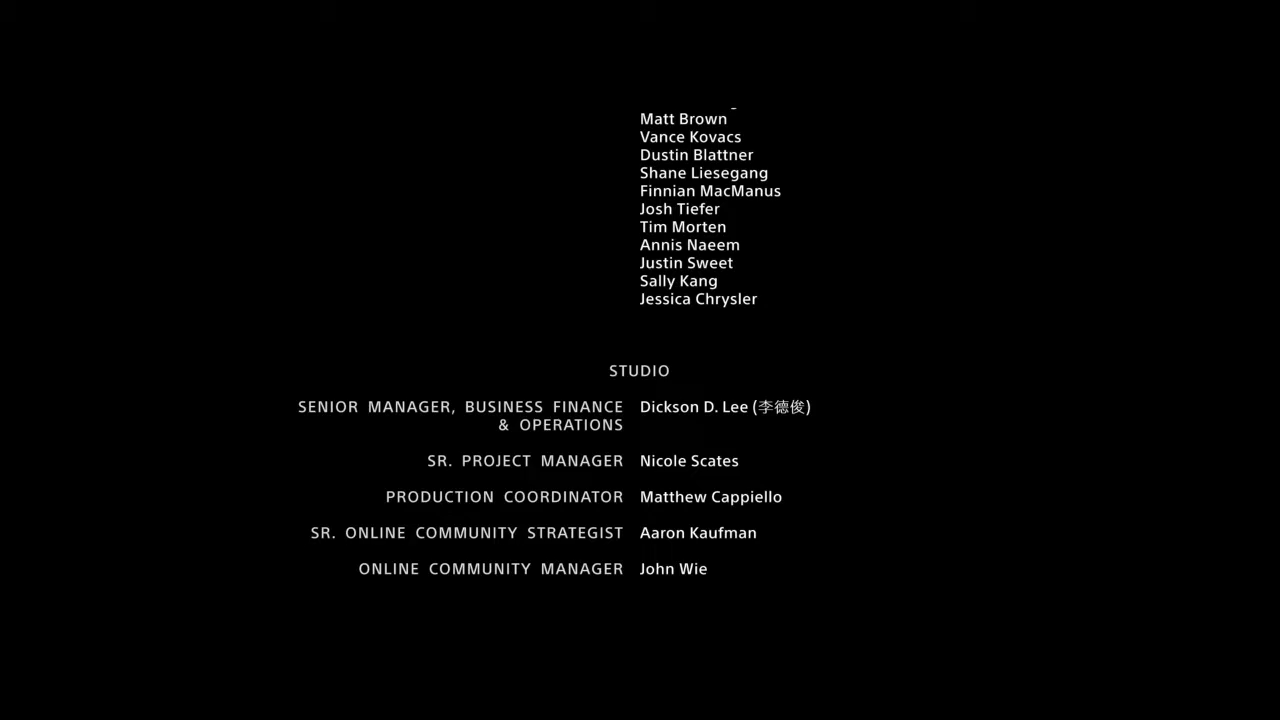 Matt Brown
Vance Kovacs
Dustin Blattner
Shane Liesegang
Finnian MacManus
Josh Tiefer
Tim Morten
Annis Naeem
Justin Sweet
Sally Kang
Jessica Chrysler
STUDIO
SENIOR MANAGER, BUSINESS FINANCE Dickson D. Lee (李德俊)
& OPERATIONS
SR. PROJECT MANAGER Nicole Scates
PRODUCTION COORDINATOR Matthew Cappiello
SR. ONLINE COMMUNITY STRATEGIST Aaron Kaufman
ONLINE COMMUNITY MANAGER John Wie